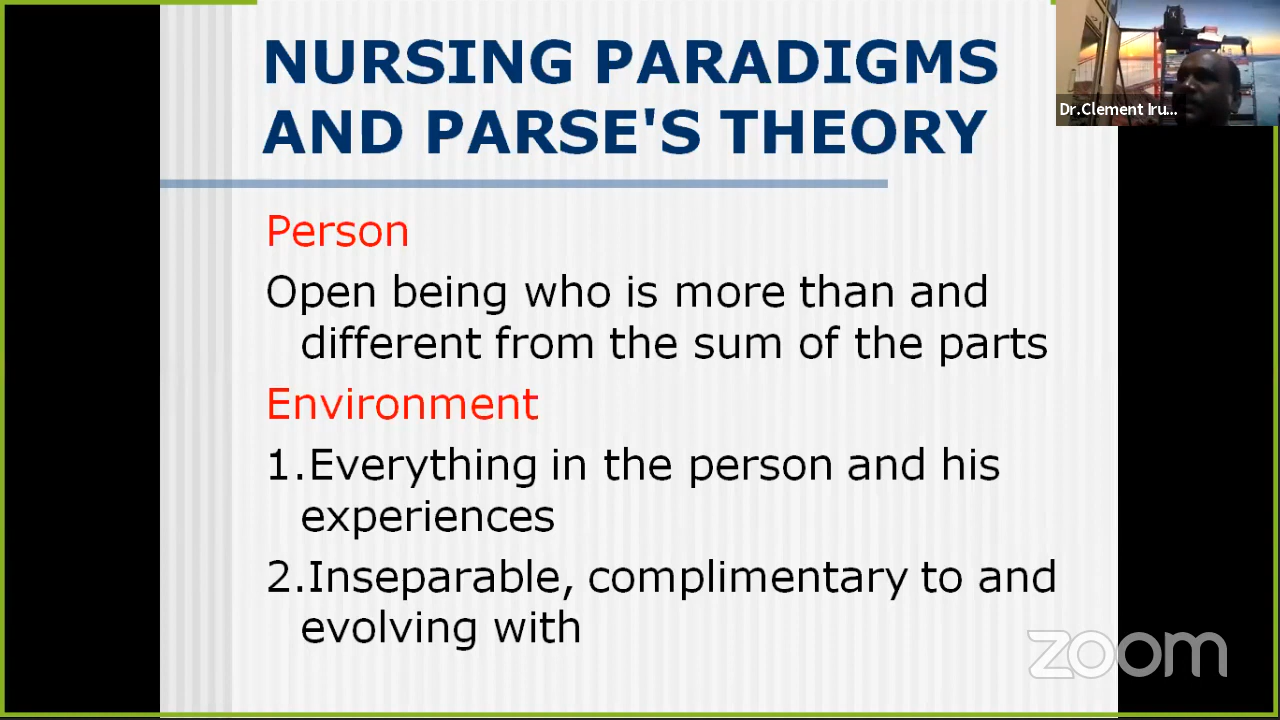 NURSING PARADIGMS
AND PARSE'S THEORY
Dr.Clement Iru...
Person
Open being who is more than and
different from the sum of the parts
Environment
1.Everything in the person and his
experiences
2.Inseparable, complimentary to and
evolving with
zoom